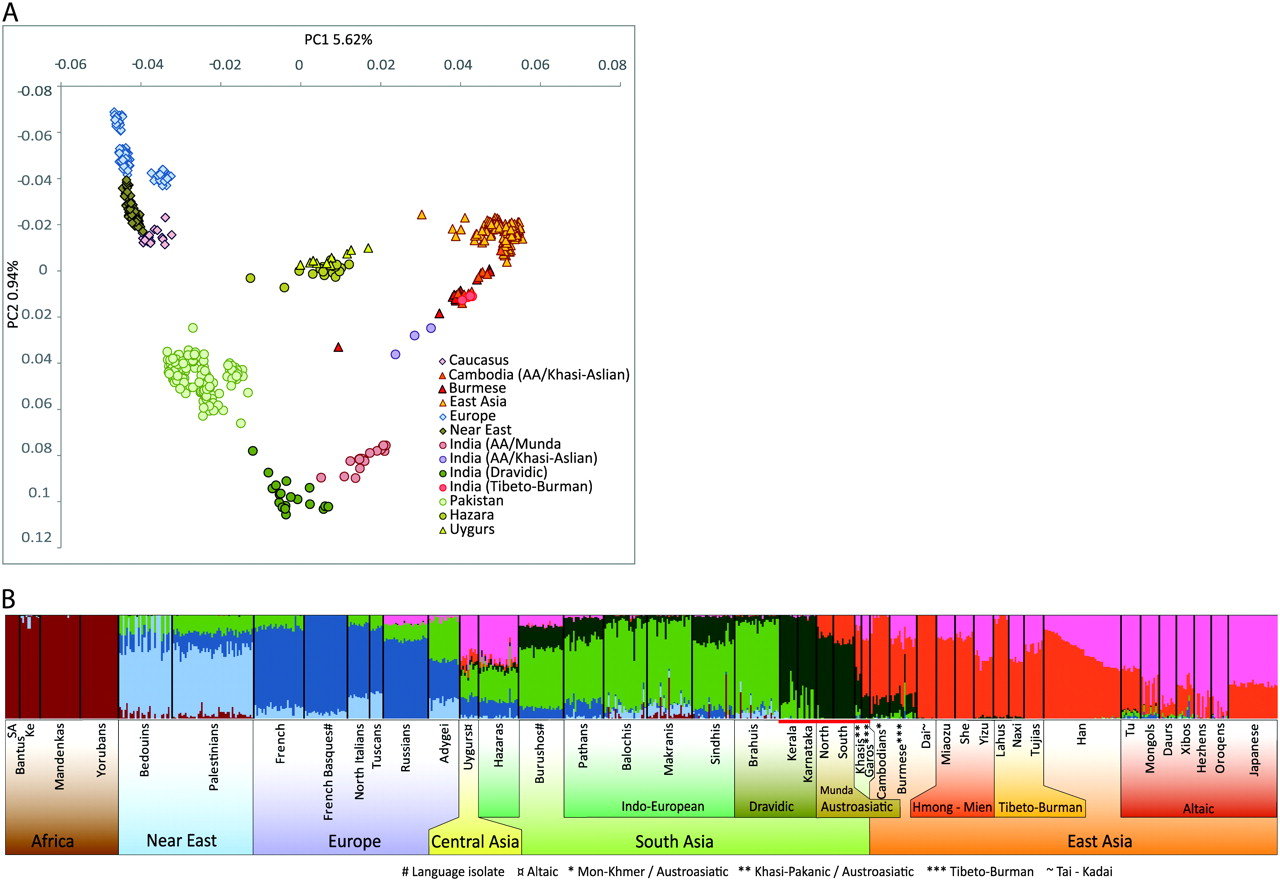 A
PC1 5.62%
-0.06 -0.04 -0.02 0 0.02 0.04 0.06 0.08
-0.08
-0.06
-0.04
-0.02
0
0.02
0.04
0.06
0.08
0.1
0.12
PC2 0.94%
Caucasus
Cambodia (AA/Khasi-Aslian)
Burmese
East Asia
Europe
Near East
India (AA/Munda
India (AA/Khasi-Aslian)
India (Dravidic)
India (Tibeto-Burman)
Pakistan
Hazara
Uygurs
B
SA
Bantus
Ke
Mandenkas
Yorubans
Bedouins
Palestinians
French
French Basques#
North Italians
Tuscans
Russians
Adygei
Uygurs¤
Hazaras
Burushos#
Pathans
Balochis
Makranis
Sindhis
Brahuis
Kerala
Karnataka
North
South
Khasis**
Garos***
Cambodians*
Burmese***
Dai~
Miaozu
She
Yizu
Lahus
Naxi
Tujias
Han
Tu
Mongols
Daurs
Xibos
Hezhens
Oroqens
Japanese
Munda
Indo-European Dravidic Austroasiatic Hmong - Mien Tibeto-Burman Altaic
Africa Near East Europe Central Asia South Asia East Asia
# Language isolate ¤ Altaic * Mon-Khmer / Austroasiatic ** Khasi-Pakanic / Austroasiatic *** Tibeto-Burman ~ Tai - Kadai